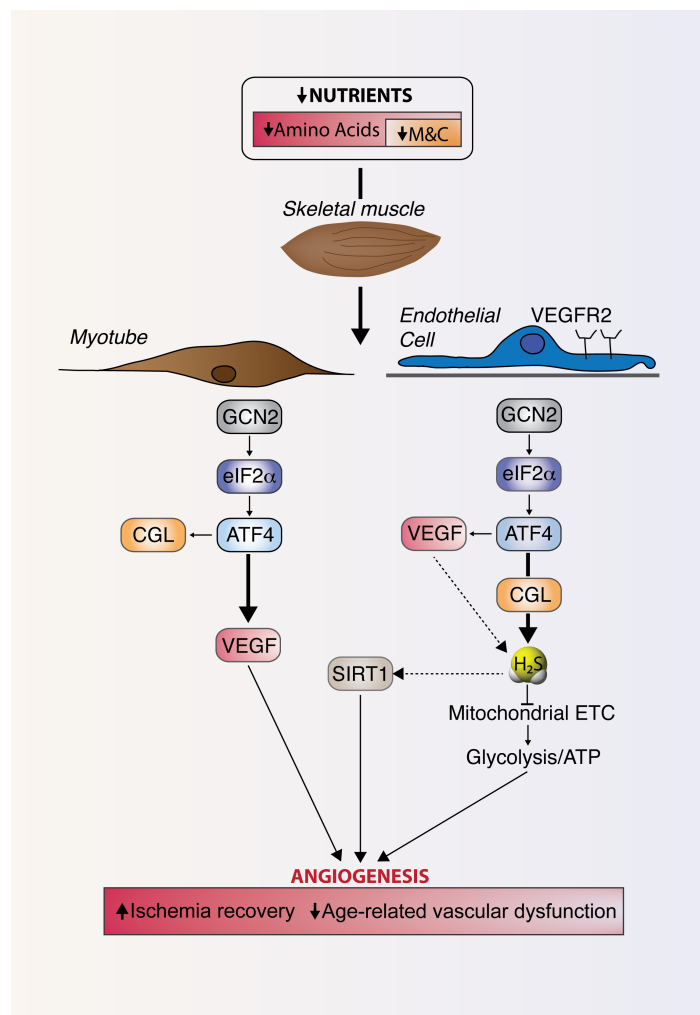 ↓NUTRIENTS
↓Amino Acids
↓M&C
Skeletal muscle
Myotube
Endothelial
Cell
VEGFR2
GCN2
eIF2α
CGL
ATF4
VEGF
GCN2
eIF2α
VEGF
ATF4
CGL
H₂S
SIRT1
Mitochondrial ETC
Glycolysis/ATP
ANGIOGENESIS
↑Ischemia recovery ↓Age-related vascular dysfunction